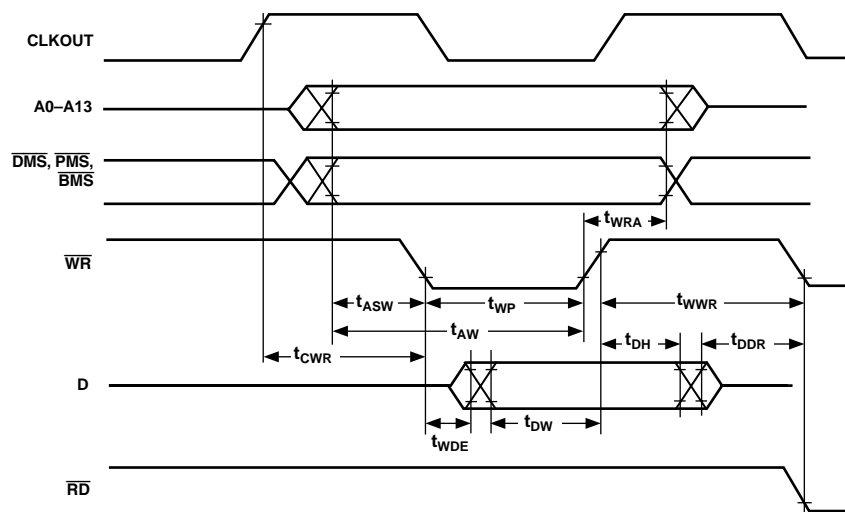 CLKOUT
A0–A13
DMS, PMS,
BMS
tWRA
WR
tASW
tWP
tWWR
tAW
tCWR
tDH
tDDR
D
tWDE
tDW
RD